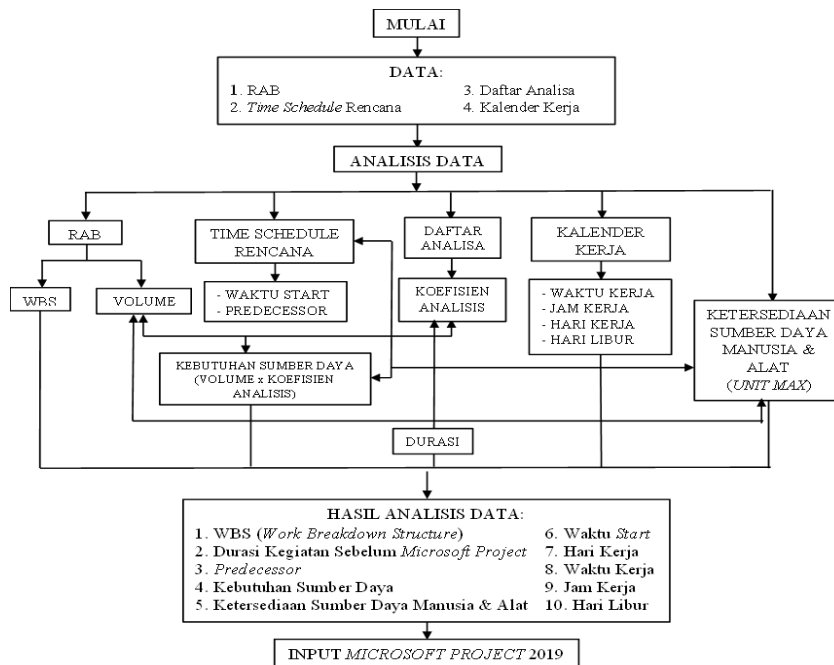 MULAI
DATA:
1. RAB
2. Time Schedule Rencana
3. Daftar Analisa
4. Kalender Kerja
ANALISIS DATA
RAB
TIME SCHEDULE
RENCANA
DAFTAR
ANALISA
KALENDER
KERJA
WBS
VOLUME
- WAKTU START
- PREDECESSOR
KOEFISIEN
ANALISIS
- WAKTU KERJA
- JAM KERJA
- HARI KERJA
- HARI LIBUR
KETERSEDIAAN
SUMBER DAYA
MANUSIA &
ALAT
(UNIT MAX)
KEBUTUHAN SUMBER DAYA
(VOLUME x KOEFISIEN
ANALISIS)
DURASI
HASIL ANALISIS DATA:
1. WBS (Work Breakdown Structure)
2. Durasi Kegiatan Sebelum Microsoft Project
3. Predecessor
4. Kebutuhan Sumber Daya
5. Ketersediaan Sumber Daya Manusia & Alat
6. Waktu Start
7. Hari Kerja
8. Waktu Kerja
9. Jam Kerja
10. Hari Libur
INPUT MICROSOFT PROJECT 2019